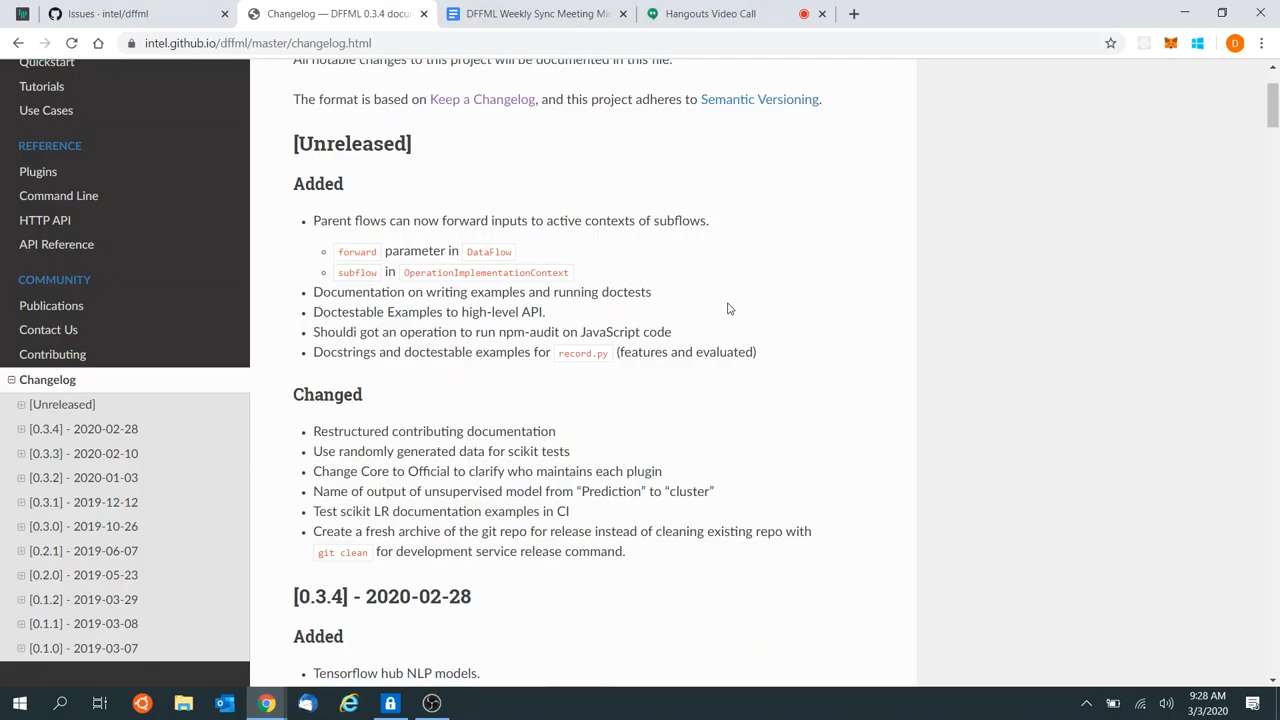 Issues · intel/dffml
Changelog — DFFML 0.3.4 docu
DFFML Weekly Sync Meeting Mi
Hangouts Video Call
intel.github.io/dffml/master/changelog.html
D
Quickstart
Tutorials
Use Cases
REFERENCE
Plugins
Command Line
HTTP API
API Reference
COMMUNITY
Publications
Contact Us
Contributing
Changelog
[Unreleased]
[0.3.4] - 2020-02-28
[0.3.3] - 2020-02-10
[0.3.2] - 2020-01-03
[0.3.1] - 2019-12-12
[0.3.0] - 2019-10-26
[0.2.1] - 2019-06-07
[0.2.0] - 2019-05-23
[0.1.2] - 2019-03-29
[0.1.1] - 2019-03-08
[0.1.0] - 2019-03-07
All notable changes to this project will be documented in this file.
The format is based on Keep a Changelog, and this project adheres to Semantic Versioning.
[Unreleased]
Added
Parent flows can now forward inputs to active contexts of subflows.
forward parameter in DataFlow
subflow in OperationImplementationContext
Documentation on writing examples and running doctests
Doctestable Examples to high-level API.
Shouldi got an operation to run npm-audit on JavaScript code
Docstrings and doctestable examples for record.py (features and evaluated)
Changed
Restructured contributing documentation
Use randomly generated data for scikit tests
Change Core to Official to clarify who maintains each plugin
Name of output of unsupervised model from “Prediction” to “cluster”
Test scikit LR documentation examples in CI
Create a fresh archive of the git repo for release instead of cleaning existing repo with
git clean for development service release command.
[0.3.4] - 2020-02-28
Added
Tensorflow hub NLP models.
9:28 AM
3/3/2020